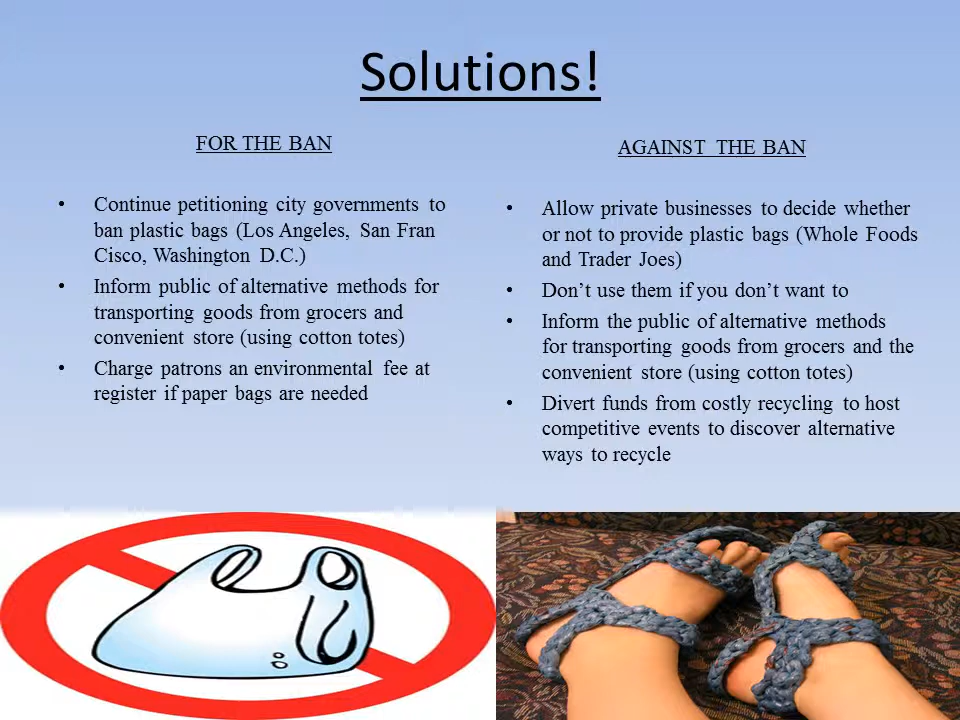 Solutions!
FOR THE BAN
• Continue petitioning city governments to
ban plastic bags (Los Angeles, San Fran
Cisco, Washington D.C.)
• Inform public of alternative methods for
transporting goods from grocers and
convenient store (using cotton totes)
• Charge patrons an environmental fee at
register if paper bags are needed
AGAINST THE BAN
• Allow private businesses to decide whether
or not to provide plastic bags (Whole Foods
and Trader Joes)
• Don’t use them if you don’t want to
• Inform the public of alternative methods
for transporting goods from grocers and the
convenient store (using cotton totes)
• Divert funds from costly recycling to host
competitive events to discover alternative
ways to recycle